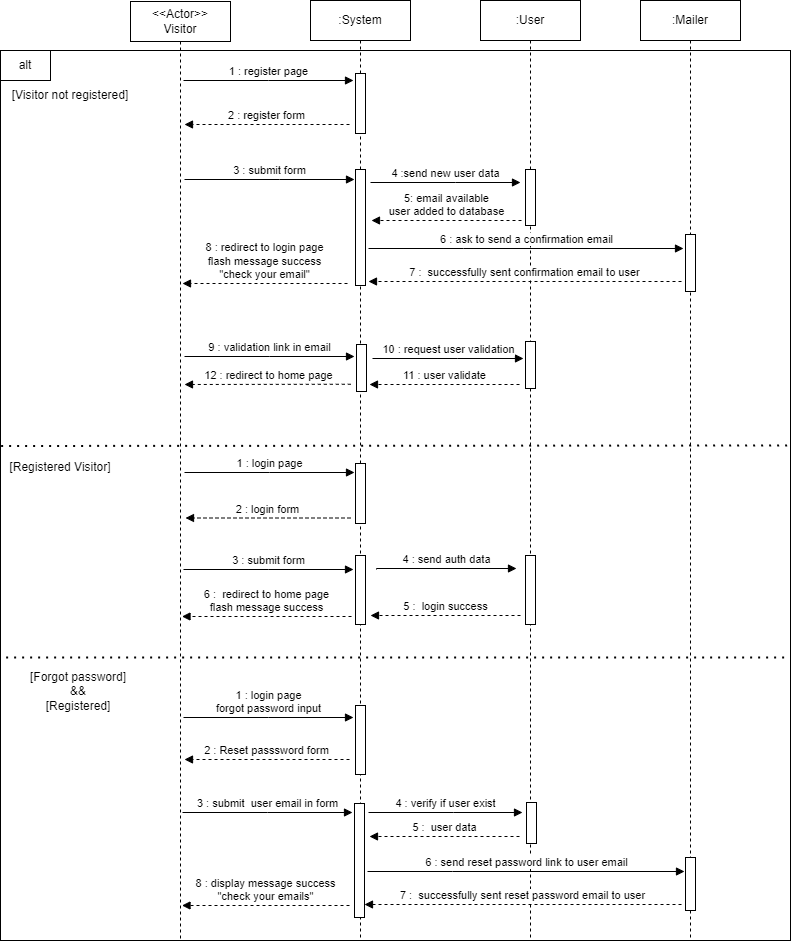 <<Actor>>
Visitor
:System
:User
:Mailer
alt
[Visitor not registered]
1 : register page
2 : register form
3 : submit form
4 :send new user data
5: email available
user added to database
6 : ask to send a confirmation email
8 : redirect to login page
flash message success
"check your email"
7 :  successfully sent confirmation email to user
9 : validation link in email
10 : request user validation
12 : redirect to home page
11 : user validate
[Registered Visitor]
1 : login page
2 : login form
3 : submit form
4 : send auth data
6 :  redirect to home page
flash message success
5 :  login success
[Forgot password]
&&
[Registered]
1 : login page
forgot password input
2 : Reset passsword form
3 : submit  user email in form
4 : verify if user exist
5 :  user data
6 : send reset password link to user email
8 : display message success
"check your emails"
7 :  successfully sent reset password email to user